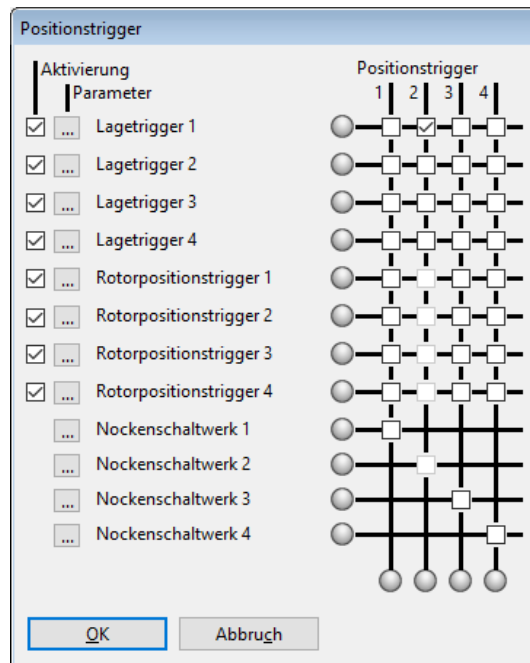 Positionstrigger
Aktivierung
Parameter
Positionstrigger
1 2 3 4
... Lagetrigger 1
... Lagetrigger 2
... Lagetrigger 3
... Lagetrigger 4
... Rotorpositionstrigger 1
... Rotorpositionstrigger 2
... Rotorpositionstrigger 3
... Rotorpositionstrigger 4
... Nockenschaltwerk 1
... Nockenschaltwerk 2
... Nockenschaltwerk 3
... Nockenschaltwerk 4
OK Abbruch